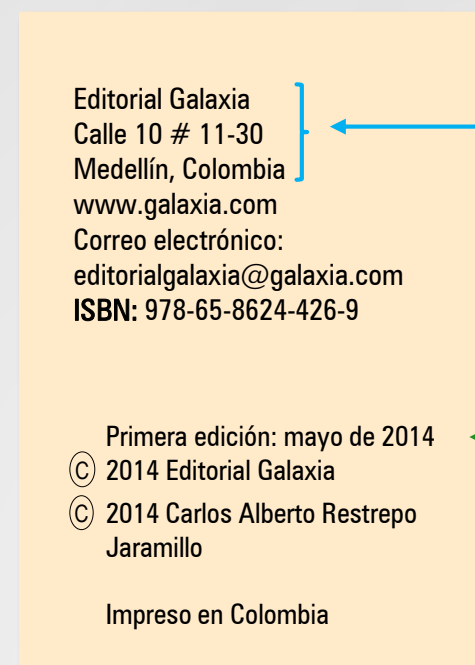 Editorial Galaxia
Calle 10 # 11-30
Medellín, Colombia
www.galaxia.com
Correo electrónico:
editorialgalaxia@galaxia.com
ISBN: 978-65-8624-426-9
Primera edición: mayo de 2014
© 2014 Editorial Galaxia
© 2014 Carlos Alberto Restrepo
Jaramillo
Impreso en Colombia